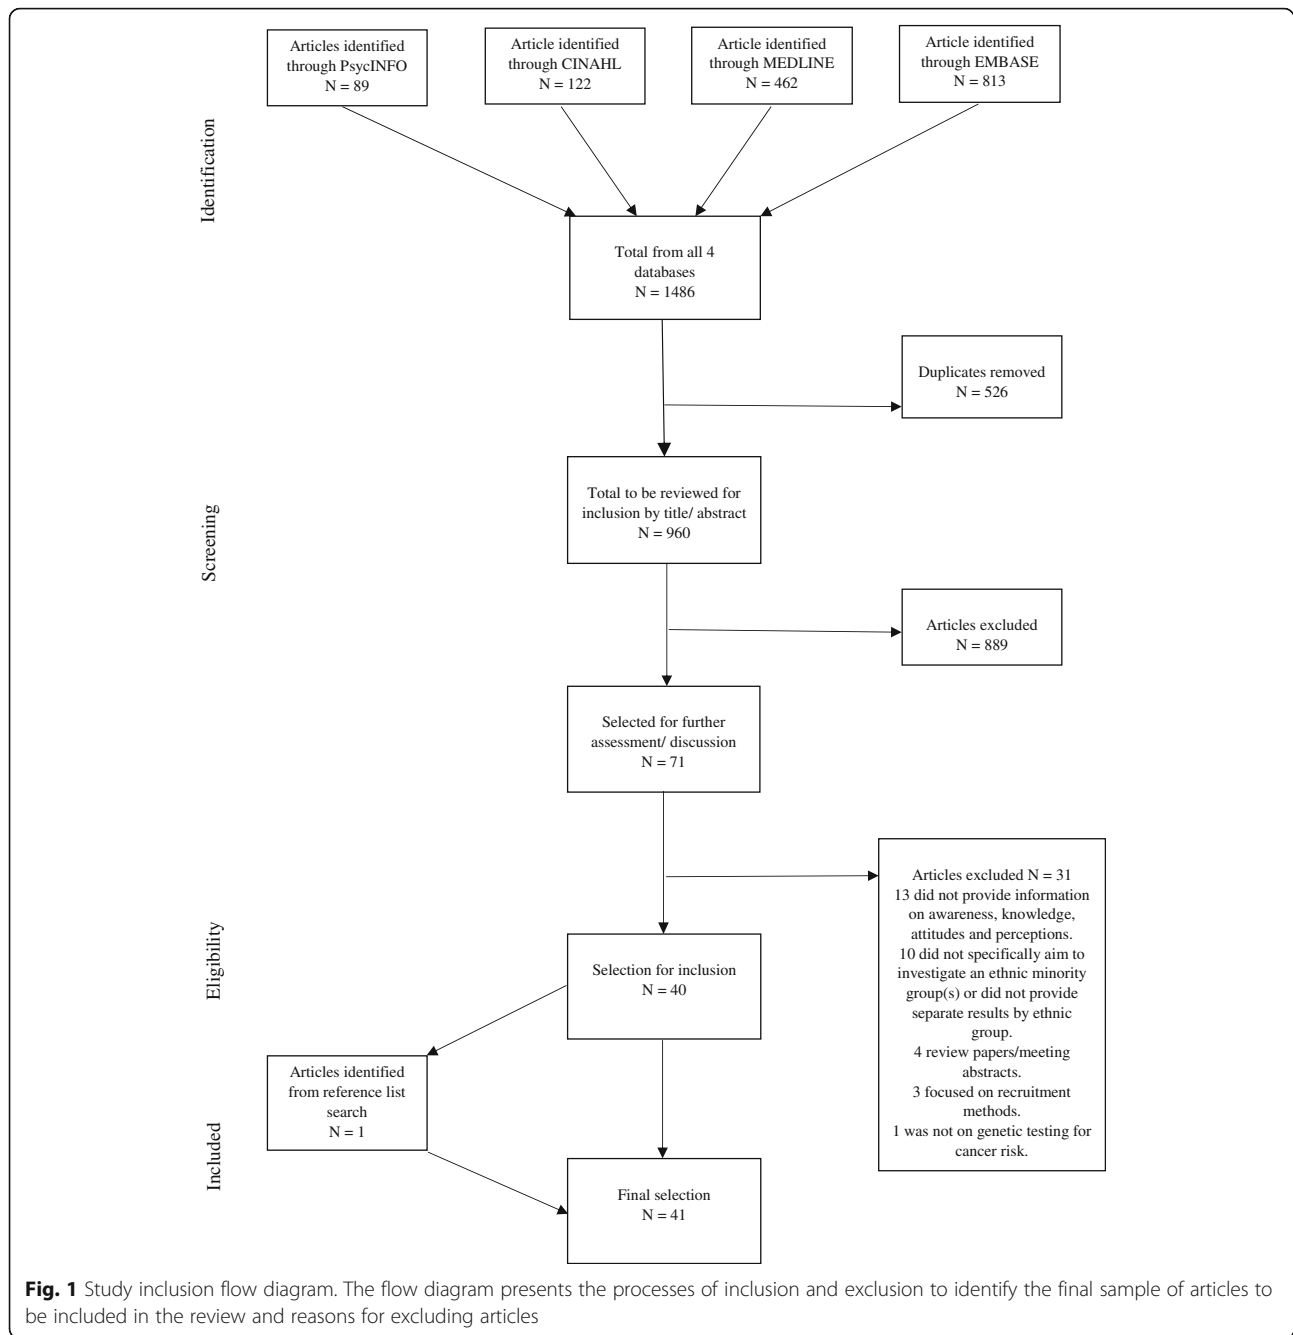 Articles identified
through PsycINFO
N = 89
Article identified
through CINAHL
N = 122
Article identified
through MEDLINE
N = 462
Article identified
through EMBASE
N = 813
Identification
Total from all 4
databases
N = 1486
Duplicates removed
N = 526
Screening
Total to be reviewed for
inclusion by title/ abstract
N = 960
Articles excluded
N = 889
Selected for further
assessment/ discussion
N = 71
Eligibility
Articles excluded N = 31
13 did not provide information
on awareness, knowledge,
attitudes and perceptions.
10 did not specifically aim to
investigate an ethnic minority
group(s) or did not provide
separate results by ethnic
group.
4 review papers/meeting
abstracts.
3 focused on recruitment
methods.
1 was not on genetic testing for
cancer risk.
Selection for inclusion
N = 40
Included
Articles identified
from reference list
search
N = 1
Final selection
N = 41
Fig. 1 Study inclusion flow diagram. The flow diagram presents the processes of inclusion and exclusion to identify the final sample of articles to
be included in the review and reasons for excluding articles